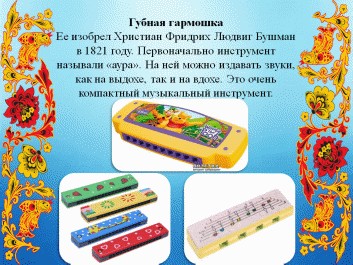 Губная гармошка
Ее изобрел Христиан Фридрих Людвиг Бушман
в 1821 году. Первоначально инструмент
называли «аура». На ней можно издавать звуки,
как на выдохе, так и на вдохе. Это очень
компактный музыкальный инструмент.